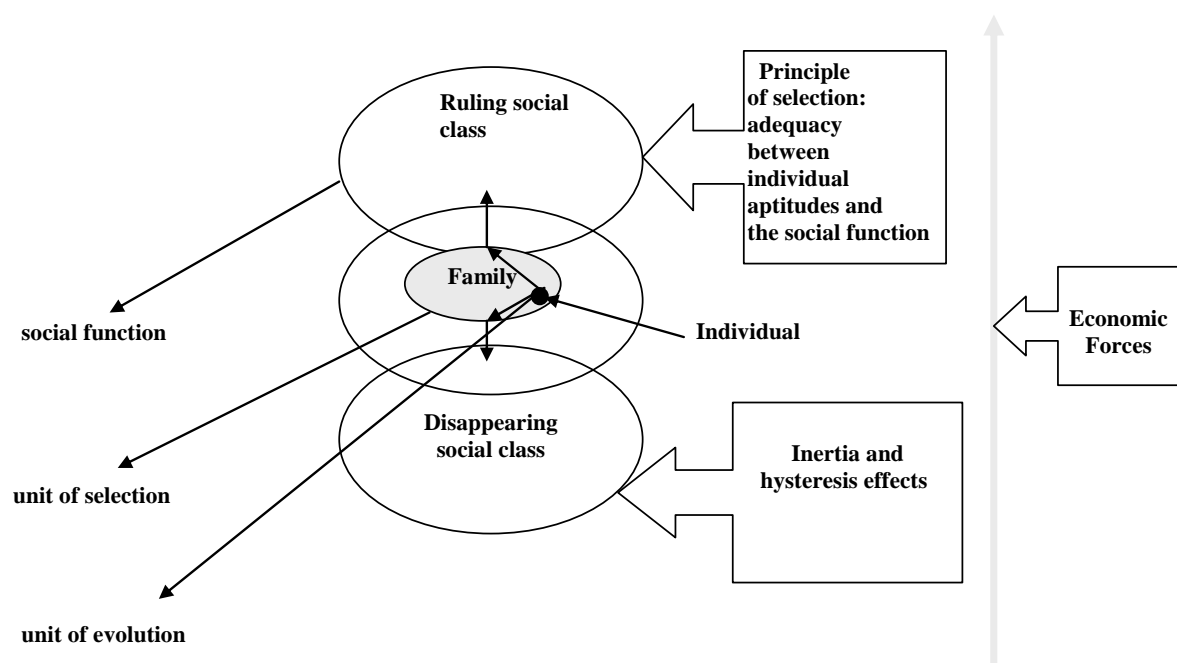 Ruling social
class
Principle
of selection:
adequacy
between
individual
aptitudes and
the social function
Family
social function
Individual
Economic
Forces
Disappearing
social class
Inertia and
hysteresis effects
unit of selection
unit of evolution